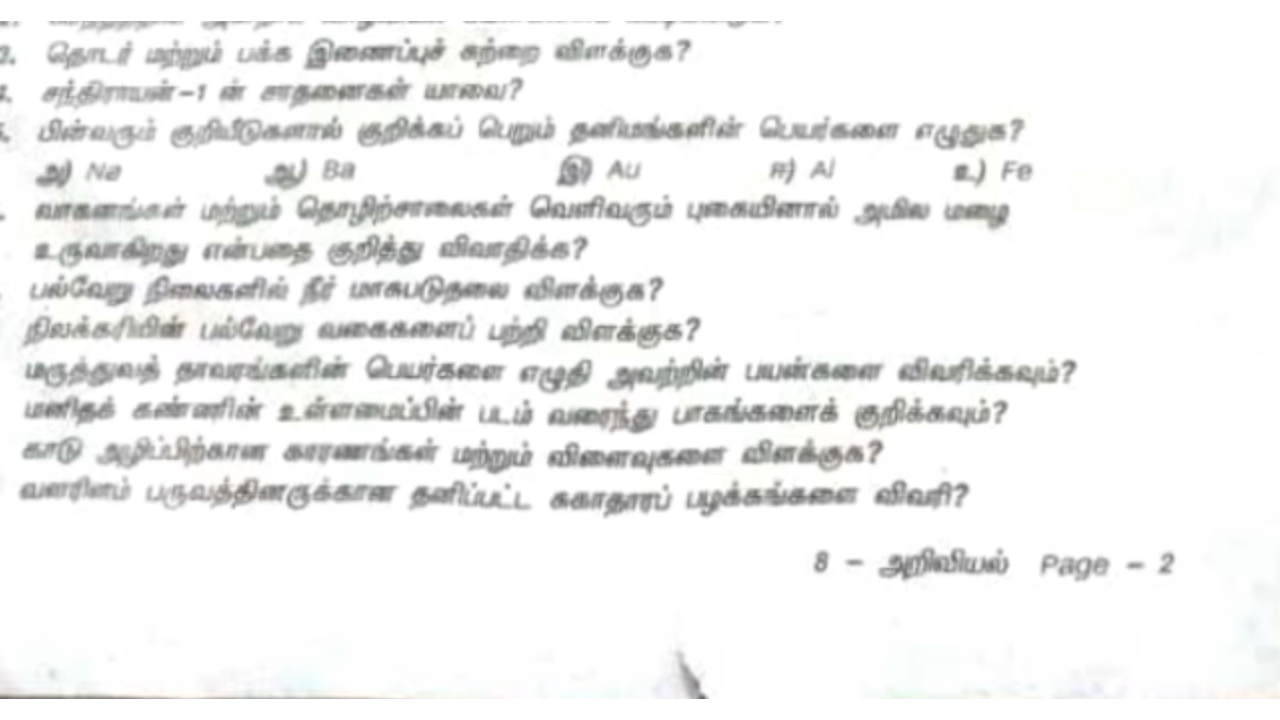 3. தொடர் மற்றும் பக்க இணைப்புச் சுற்றை விளக்குக?
4. சந்திராயன்-1 ன் சாதனைகள் யாவை?
5. பின்வரும் குறியீடுகளால் குறிக்கப் பெறும் தனிமங்களின் பெயர்களை எழுதுக?
அ) Na ஆ) Ba இ) Au ஈ) Al உ) Fe
வாகனங்கள் மற்றும் தொழிற்சாலைகள் வெளிவரும் புகையினால் அமில மழை
உருவாகிறது என்பதை குறித்து விவாதிக்க?
பல்வேறு நிலைகளில் நீர் மாசுபடுதலை விளக்குக?
நிலக்கரியின் பல்வேறு வகைகளைப் பற்றி விளக்குக?
மருத்துவத் தாவரங்களின் பெயர்களை எழுதி அவற்றின் பயன்களை விவரிக்கவும்?
மனிதக் கண்ணின் உள்ளமைப்பின் படம் வரைந்து பாகங்களைக் குறிக்கவும்?
காடு அழிப்பிற்கான காரணங்கள் மற்றும் விளைவுகளை விளக்குக?
வளரிளம் பருவத்தினருக்கான தனிப்பட்ட சுகாதாரப் பழக்கங்களை விவரி?
8 - அறிவியல் Page - 2